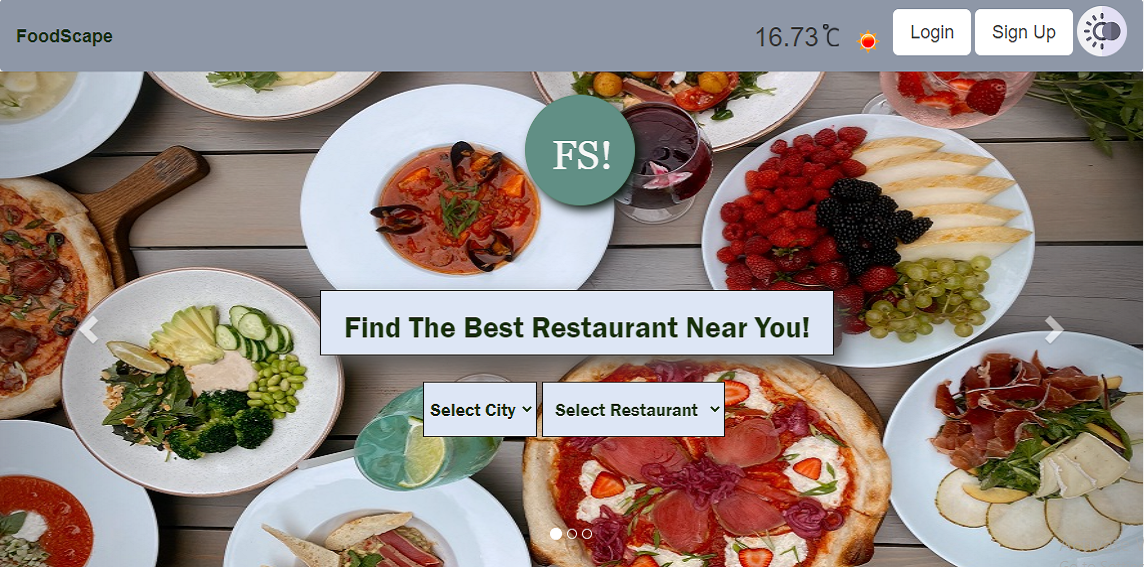 FoodScape
16.73℃
Login
Sign Up
FS!
Find The Best Restaurant Near You!
Select City
Select Restaurant